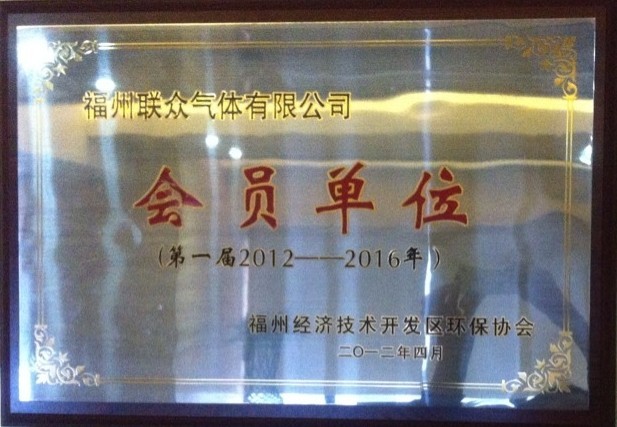 福州联众气体有限公司
会员单位
(第一届2012——2016年)
福州经济技术开发区环保协会
二〇一二年四月